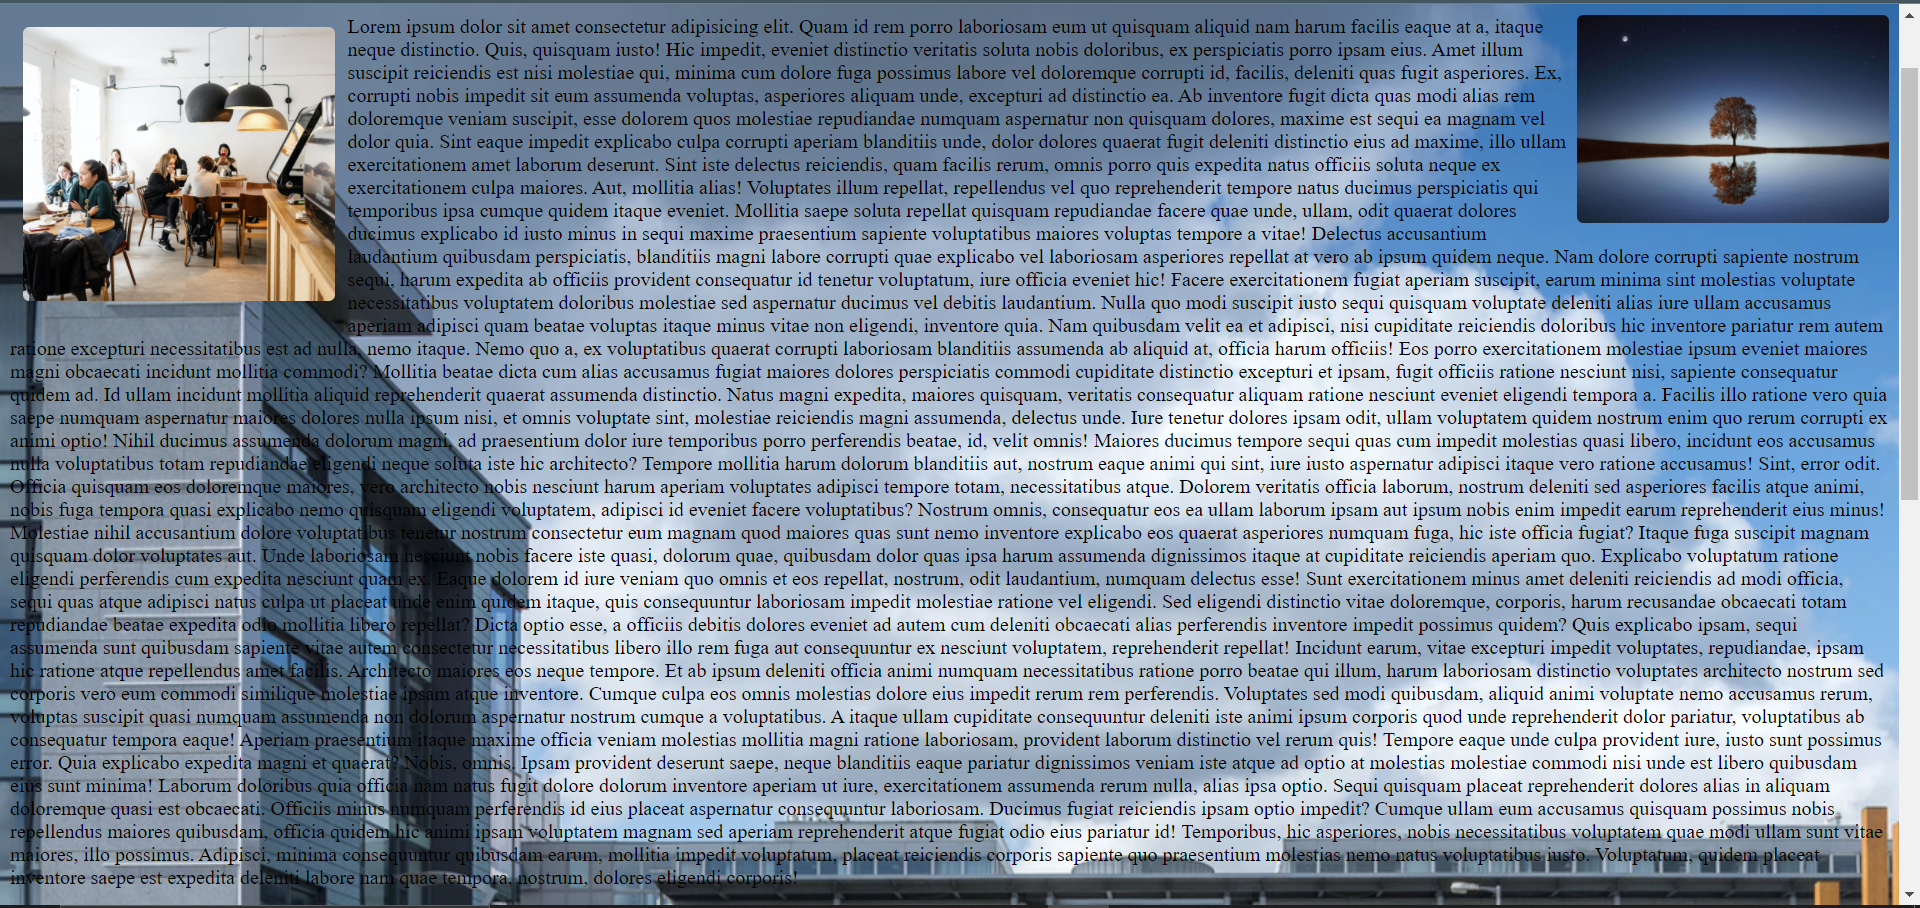 Lorem ipsum dolor sit amet consectetur adipisicing elit. Quam id rem porro laboriosam eum ut quisquam aliquid nam harum facilis eaque at a, itaque
neque distinctio. Quis, quisquam iusto! Hic impedit, eveniet distinctio veritatis soluta nobis doloribus, ex perspiciatis porro ipsam eius. Amet illum
suscipit reiciendis est nisi molestiae qui, minima cum dolore fuga possimus labore vel doloremque corrupti id, facilis, deleniti quas fugit asperiores. Ex,
corrupti nobis impedit sit eum assumenda voluptas, asperiores aliquam unde, excepturi ad distinctio ea. Ab inventore fugit dicta quas modi alias rem
doloremque veniam suscipit, esse dolorem quos molestiae repudiandae numquam aspernatur non quisquam dolores, maxime est sequi ea magnam vel
dolor quia. Sint eaque impedit explicabo culpa corrupti aperiam blanditiis unde, dolor dolores quaerat fugit deleniti distinctio eius ad maxime, illo ullam
exercitationem amet laborum deserunt. Sint iste delectus reiciendis, quam facilis rerum, omnis porro quis expedita natus officiis soluta neque ex
exercitationem culpa maiores. Aut, mollitia alias! Voluptates illum repellat, repellendus vel quo reprehenderit tempore natus ducimus perspiciatis qui
temporibus ipsa cumque quidem itaque eveniet. Mollitia saepe soluta repellat quisquam repudiandae facere quae unde, ullam, odit quaerat dolores
ducimus explicabo id iusto minus in sequi maxime praesentium sapiente voluptatibus maiores voluptas tempore a vitae! Delectus accusantium
laudantium quibusdam perspiciatis, blanditiis magni labore corrupti quae explicabo vel laboriosam asperiores repellat at vero ab ipsum quidem neque. Nam dolore corrupti sapiente nostrum
sequi, harum expedita ab officiis provident consequatur id tenetur voluptatum, iure officia eveniet hic! Facere exercitationem fugiat aperiam suscipit, earum minima sint molestias voluptate
necessitatibus voluptatem doloribus molestiae sed aspernatur ducimus vel debitis laudantium. Nulla quo modi suscipit iusto sequi quisquam voluptate deleniti alias iure ullam accusamus
aperiam adipisci quam beatae voluptas itaque minus vitae non eligendi, inventore quia. Nam quibusdam velit ea et adipisci, nisi cupiditate reiciendis doloribus hic inventore pariatur rem autem
ratione excepturi necessitatibus est ad nulla, nemo itaque. Nemo quo a, ex voluptatibus quaerat corrupti laboriosam blanditiis assumenda ab aliquid at, officia harum officiis! Eos porro exercitationem molestiae ipsum eveniet maiores
magni obcaecati incidunt mollitia commodi? Mollitia beatae dicta cum alias accusamus fugiat maiores dolores perspiciatis commodi cupiditate distinctio excepturi et ipsam, fugit officiis ratione nesciunt nisi, sapiente consequatur
quidem ad. Id ullam incidunt mollitia aliquid reprehenderit quaerat assumenda distinctio. Natus magni expedita, maiores quisquam, veritatis consequatur aliquam ratione nesciunt eveniet eligendi tempora a. Facilis illo ratione vero quia
saepe numquam aspernatur maiores dolores nulla ipsum nisi, et omnis voluptate sint, molestiae reiciendis magni assumenda, delectus unde. Iure tenetur dolores ipsam odit, ullam voluptatem quidem nostrum enim quo rerum corrupti ex
animi optio! Nihil ducimus assumenda dolorum magni, ad praesentium dolor iure temporibus porro perferendis beatae, id, velit omnis! Maiores ducimus tempore sequi quas cum impedit molestias quasi libero, incidunt eos accusamus
nulla voluptatibus totam repudiandae eligendi neque soluta iste hic architecto? Tempore mollitia harum dolorum blanditiis aut, nostrum eaque animi qui sint, iure iusto aspernatur adipisci itaque vero ratione accusamus! Sint, error odit.
Officia quisquam eos doloremque maiores, vero architecto nobis nesciunt harum aperiam voluptates adipisci tempore totam, necessitatibus atque. Dolorem veritatis officia laborum, nostrum deleniti sed asperiores facilis atque animi,
nobis fuga tempora quasi explicabo nemo quisquam eligendi voluptatem, adipisci id eveniet facere voluptatibus? Nostrum omnis, consequatur eos ea ullam laborum ipsam aut ipsum nobis enim impedit earum reprehenderit eius minus!
Molestiae nihil accusantium dolore voluptatibus tenetur nostrum consectetur eum magnam quod maiores quas sunt nemo inventore explicabo eos quaerat asperiores numquam fuga, hic iste officia fugiat? Itaque fuga suscipit magnam
quisquam dolor voluptates aut. Unde laboriosam nesciunt nobis facere iste quasi, dolorum quae, quibusdam dolor quas ipsa harum assumenda dignissimos itaque at cupiditate reiciendis aperiam quo. Explicabo voluptatum ratione
eligendi perferendis cum expedita nesciunt quam ex. Eaque dolorem id iure veniam quo omnis et eos repellat, nostrum, odit laudantium, numquam delectus esse! Sunt exercitationem minus amet deleniti reiciendis ad modi officia,
sequi quas atque adipisci natus culpa ut placeat unde enim quidem itaque, quis consequuntur laboriosam impedit molestiae ratione vel eligendi. Sed eligendi distinctio vitae doloremque, corporis, harum recusandae obcaecati totam
repudiandae beatae expedita odio mollitia libero repellat? Dicta optio esse, a officiis debitis dolores eveniet ad autem cum deleniti obcaecati alias perferendis inventore impedit possimus quidem? Quis explicabo ipsam, sequi
assumenda sunt quibusdam sapiente vitae autem consectetur necessitatibus libero illo rem fuga aut consequuntur ex nesciunt voluptatem, reprehenderit repellat! Incidunt earum, vitae excepturi impedit voluptates, repudiandae, ipsam
hic ratione atque repellendus amet facilis. Architecto maiores eos neque tempore. Et ab ipsum deleniti officia animi numquam necessitatibus ratione porro beatae qui illum, harum laboriosam distinctio voluptates architecto nostrum sed
corporis vero eum commodi similique molestiae ipsam atque inventore. Cumque culpa eos omnis molestias dolore eius impedit rerum rem perferendis. Voluptates sed modi quibusdam, aliquid animi voluptate nemo accusamus rerum,
voluptas suscipit quasi numquam assumenda non dolorum aspernatur nostrum cumque a voluptatibus. A itaque ullam cupiditate consequuntur deleniti iste animi ipsum corporis quod unde reprehenderit dolor pariatur, voluptatibus ab
consequatur tempora eaque! Aperiam praesentium itaque maxime officia veniam molestias mollitia magni ratione laboriosam, provident laborum distinctio vel rerum quis! Tempore eaque unde culpa provident iure, iusto sunt possimus
error. Quia explicabo expedita magni et quaerat? Nobis, omnis. Ipsam provident deserunt saepe, neque blanditiis eaque pariatur dignissimos veniam iste atque ad optio at molestias molestiae commodi nisi unde est libero quibusdam
eius sunt minima! Laborum doloribus quia officia nam natus fugit dolore dolorum inventore aperiam ut iure, exercitationem assumenda rerum nulla, alias ipsa optio. Sequi quisquam placeat reprehenderit dolores alias in aliquam
doloremque quasi est obcaecati. Officiis minus numquam perferendis id eius placeat aspernatur consequuntur laboriosam. Ducimus fugiat reiciendis ipsam optio impedit? Cumque ullam eum accusamus quisquam possimus nobis
repellendus maiores quibusdam, officia quidem hic animi ipsam voluptatem magnam sed aperiam reprehenderit atque fugiat odio eius pariatur id! Temporibus, hic asperiores, nobis necessitatibus voluptatem quae modi ullam sunt vitae
maiores, illo possimus. Adipisci, minima consequuntur quibusdam earum, mollitia impedit voluptatum, placeat reiciendis corporis sapiente quo praesentium molestias nemo natus voluptatibus iusto. Voluptatum, quidem placeat
inventore saepe est expedita deleniti labore nam quae tempora, nostrum, dolores eligendi corporis!